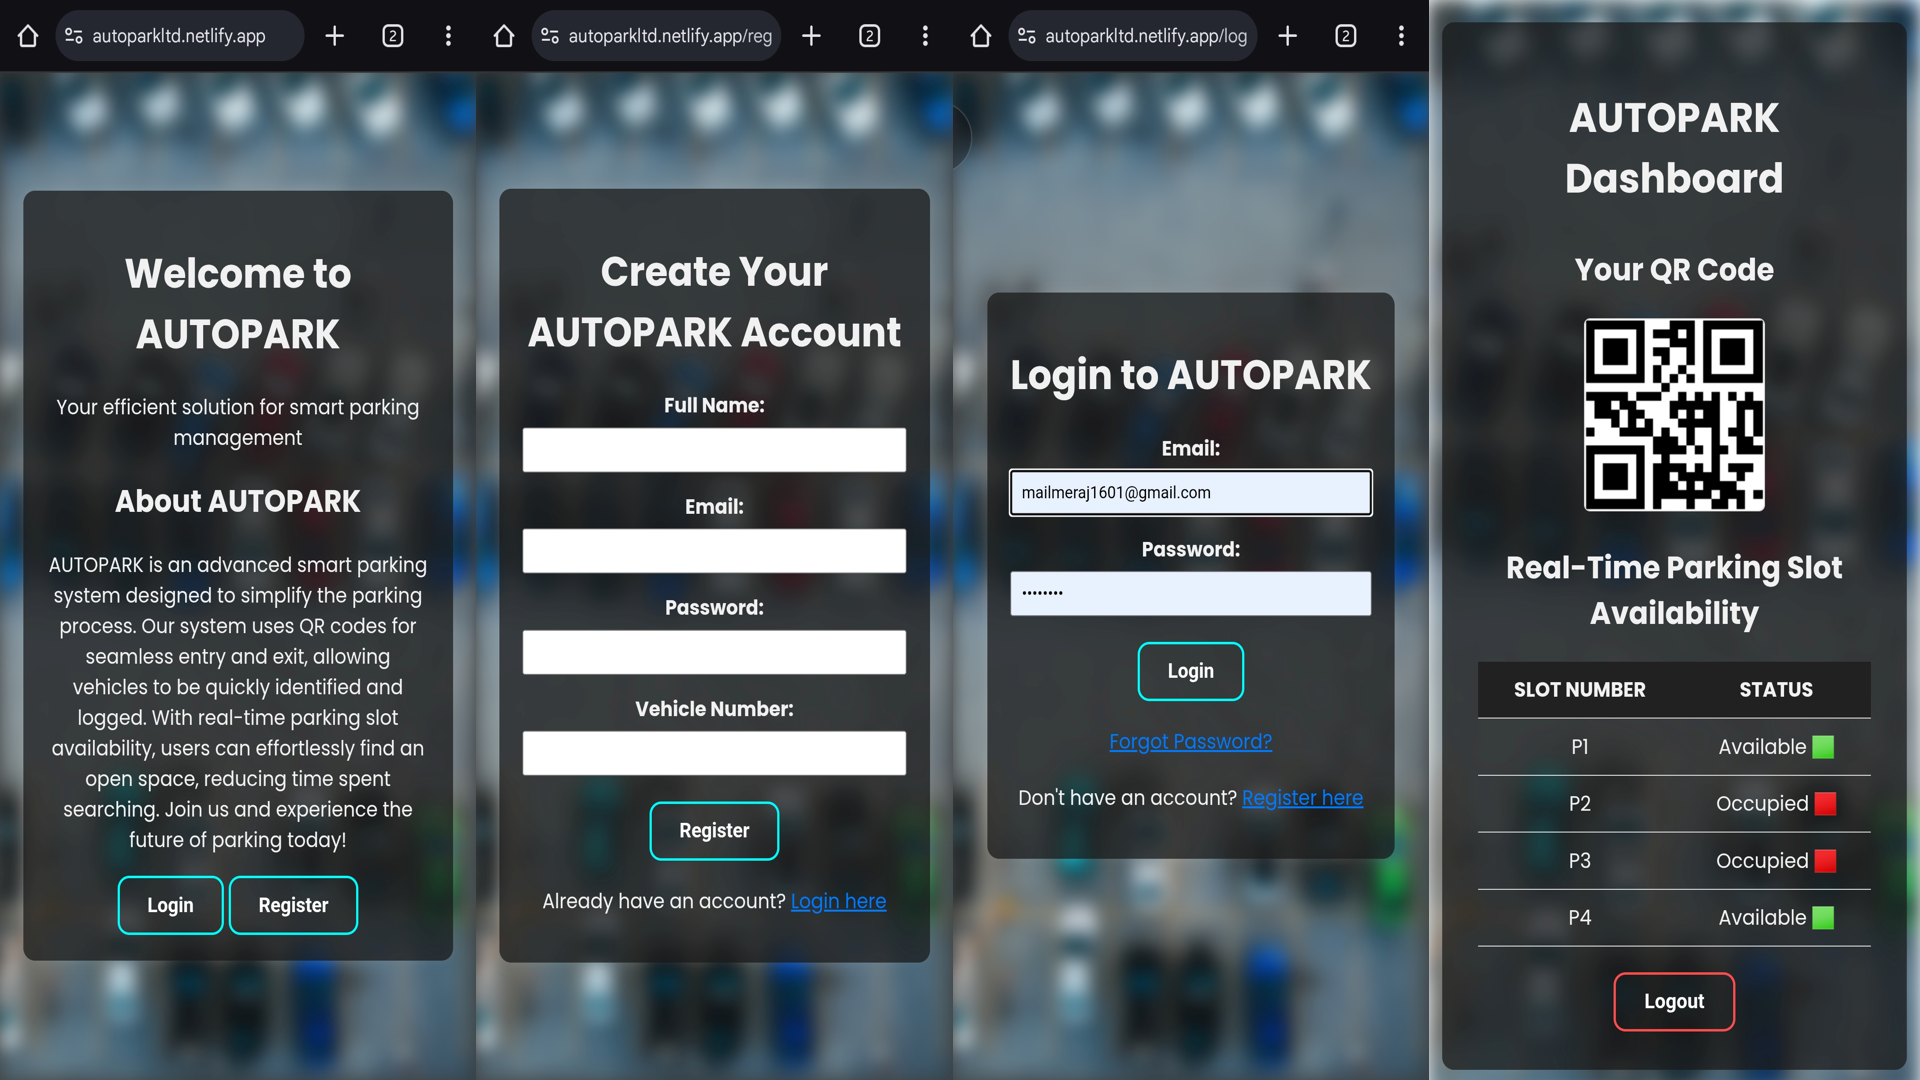 autoparkltd.netlify.app
2
Welcome to
AUTOPARK
Your efficient solution for smart parking
management
About AUTOPARK
AUTOPARK is an advanced smart parking
system designed to simplify the parking
process. Our system uses QR codes for
seamless entry and exit, allowing
vehicles to be quickly identified and
logged. With real-time parking slot
availability, users can effortlessly find an
open space, reducing time spent
searching. Join us and experience the
future of parking today!
Login
Register
autoparkltd.netlify.app/reg
2
Create Your
AUTOPARK Account
Full Name:
Email:
Password:
Vehicle Number:
Register
Already have an account? Login here
autoparkltd.netlify.app/log
2
Login to AUTOPARK
Email:
mailmeraj1601@gmail.com
Password:
••••••••
Login
Forgot Password?
Don't have an account? Register here
AUTOPARK
Dashboard
Your QR Code
Real-Time Parking Slot
Availability
SLOT NUMBER STATUS
P1 Available
P2 Occupied
P3 Occupied
P4 Available
Logout